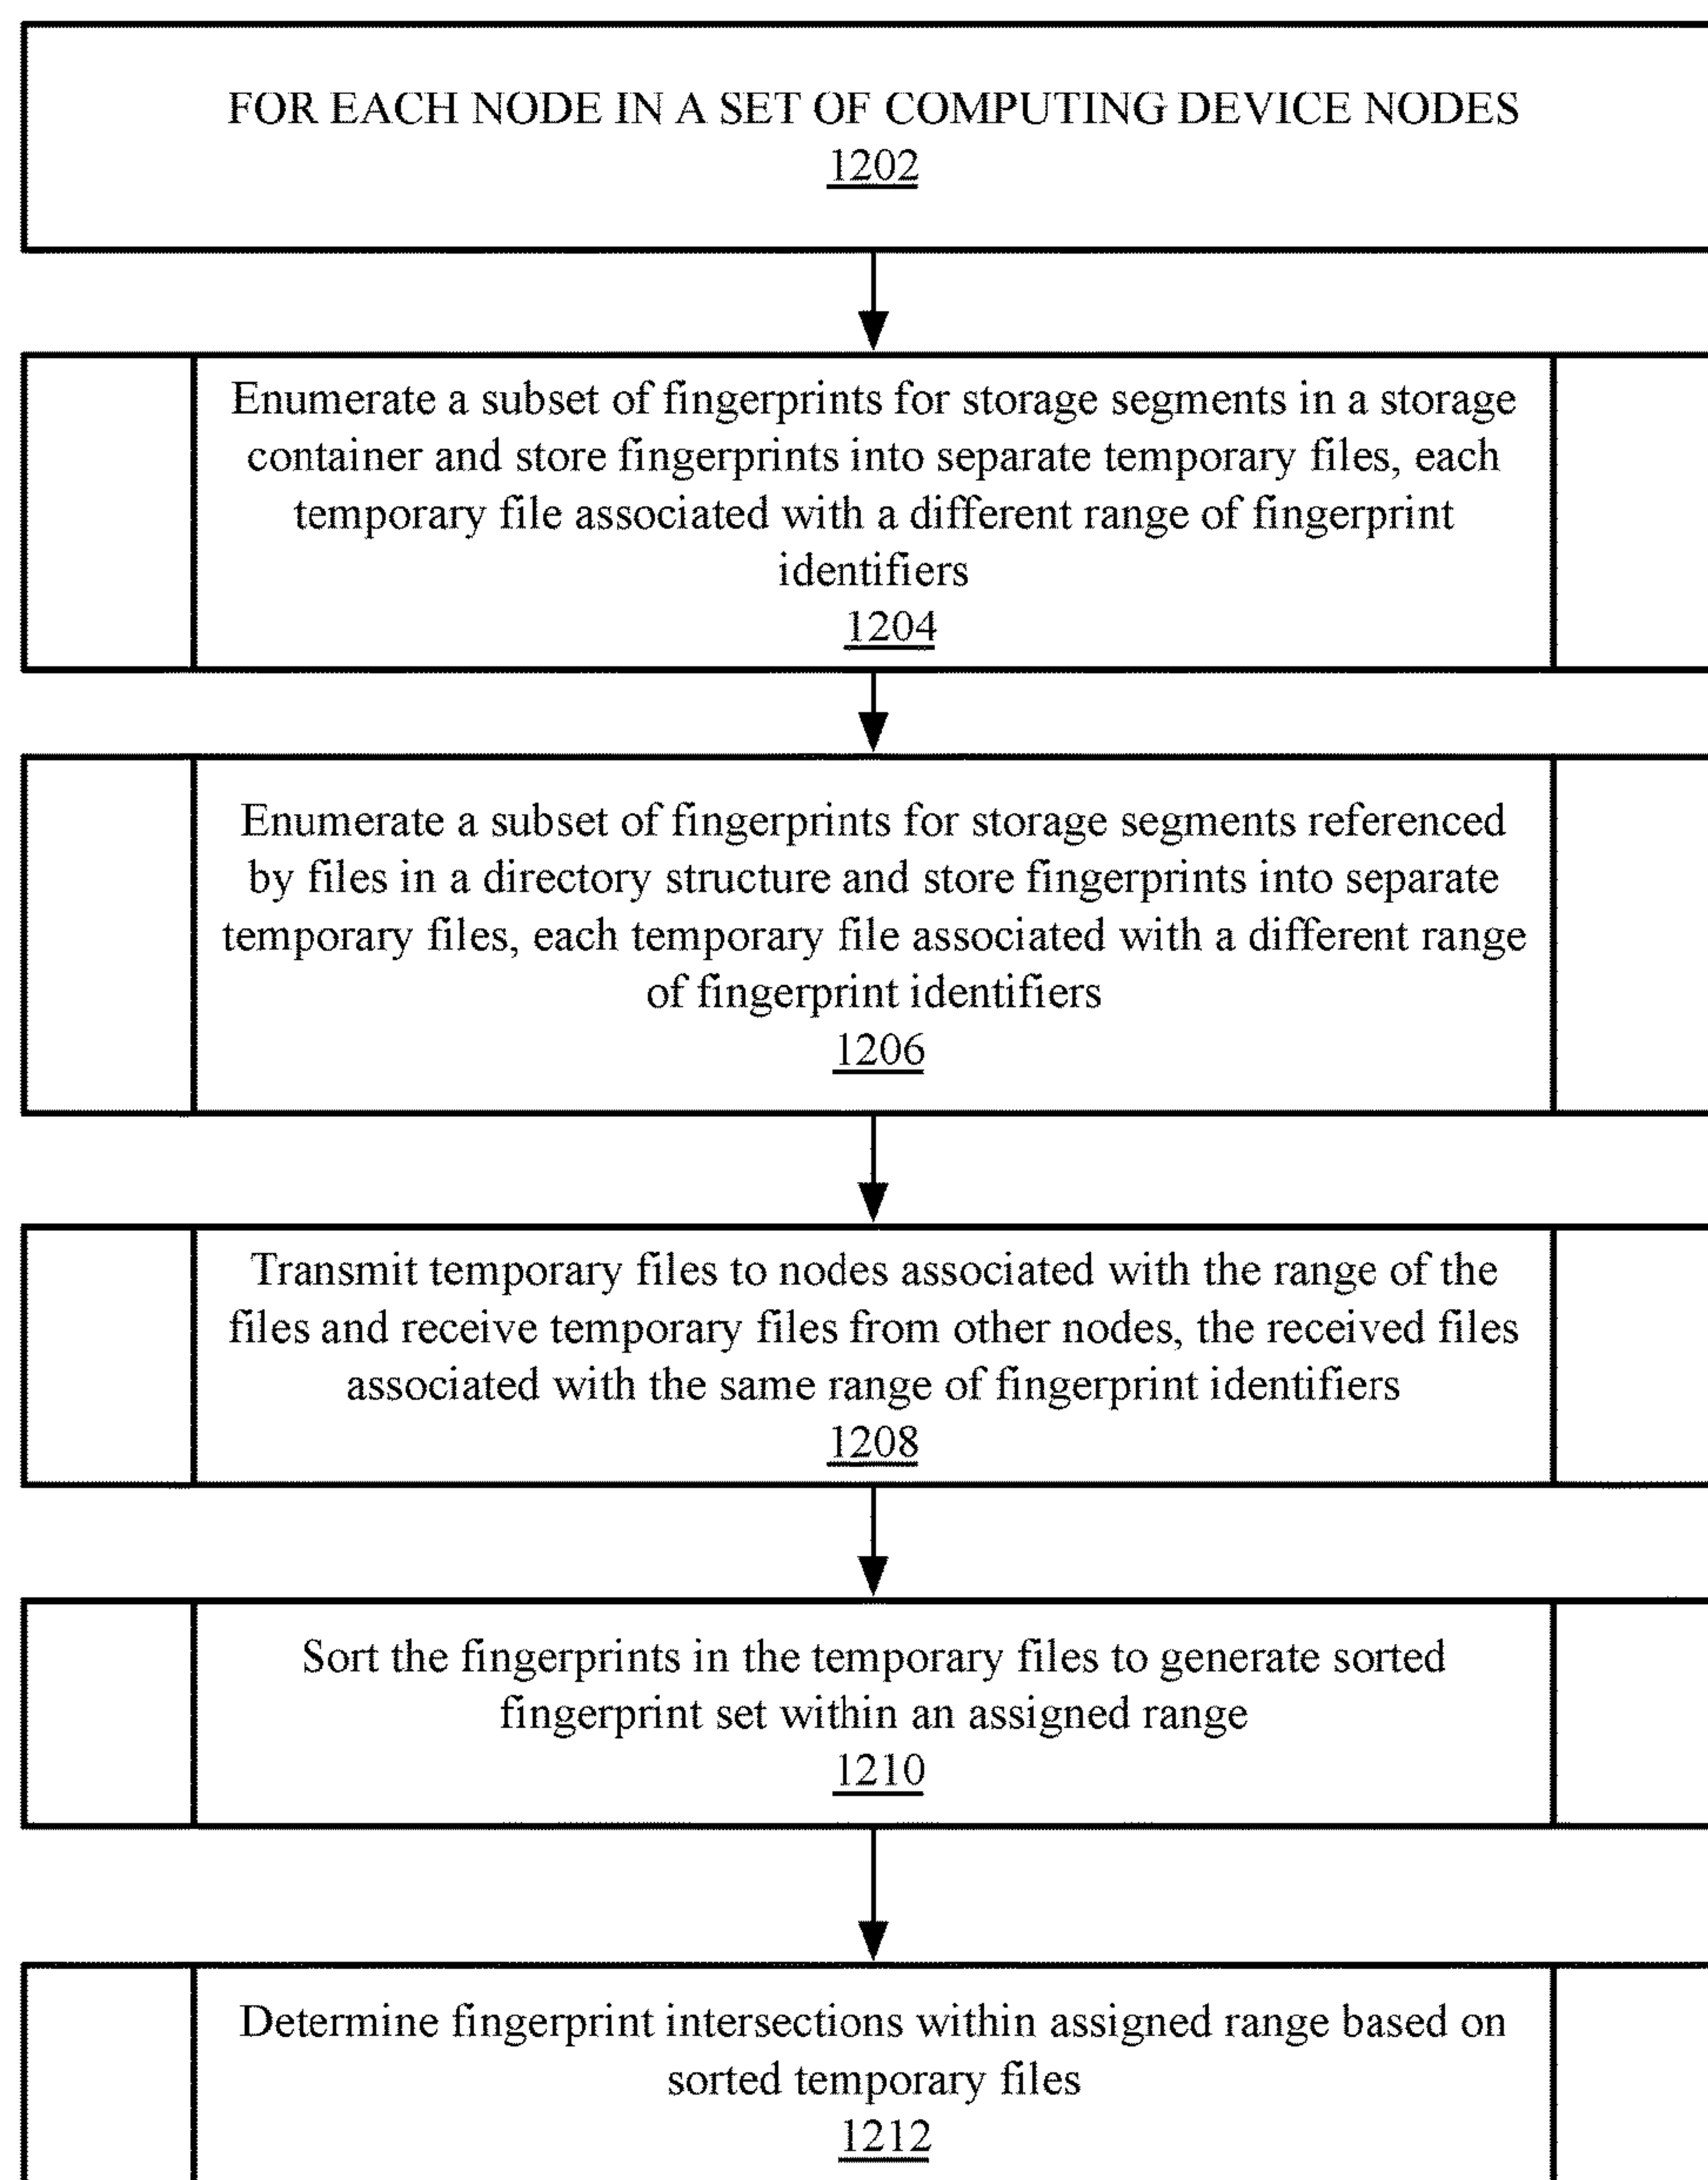 FOR EACH NODE IN A SET OF COMPUTING DEVICE NODES
1202
Enumerate a subset of fingerprints for storage segments in a storage
container and store fingerprints into separate temporary files, each
temporary file associated with a different range of fingerprint
identifiers
1204
Enumerate a subset of fingerprints for storage segments referenced
by files in a directory structure and store fingerprints into separate
temporary files, each temporary file associated with a different range
of fingerprint identifiers
1206
Transmit temporary files to nodes associated with the range of the
files and receive temporary files from other nodes, the received files
associated with the same range of fingerprint identifiers
1208
Sort the fingerprints in the temporary files to generate sorted
fingerprint set within an assigned range
1210
Determine fingerprint intersections within assigned range based on
sorted temporary files
1212